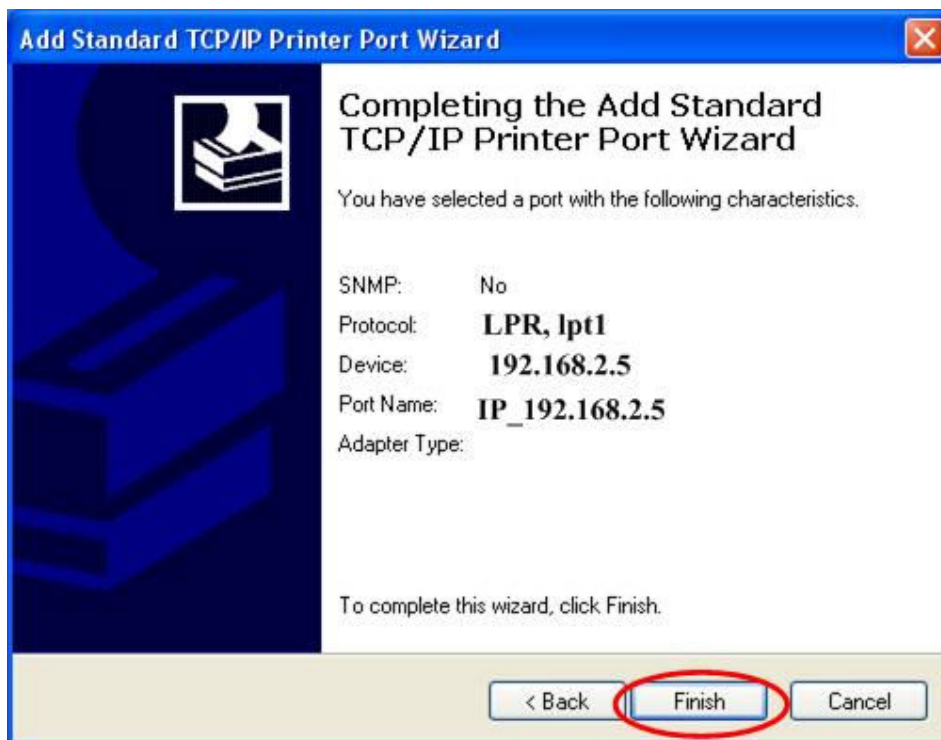 Add Standard TCP/IP Printer Port Wizard
Completing the Add Standard
TCP/IP Printer Port Wizard
You have selected a port with the following characteristics.
SNMP: No
Protocol: LPR, lpt1
Device: 192.168.2.5
Port Name: IP_192.168.2.5
Adapter Type:
To complete this wizard, click Finish.
< Back Finish Cancel